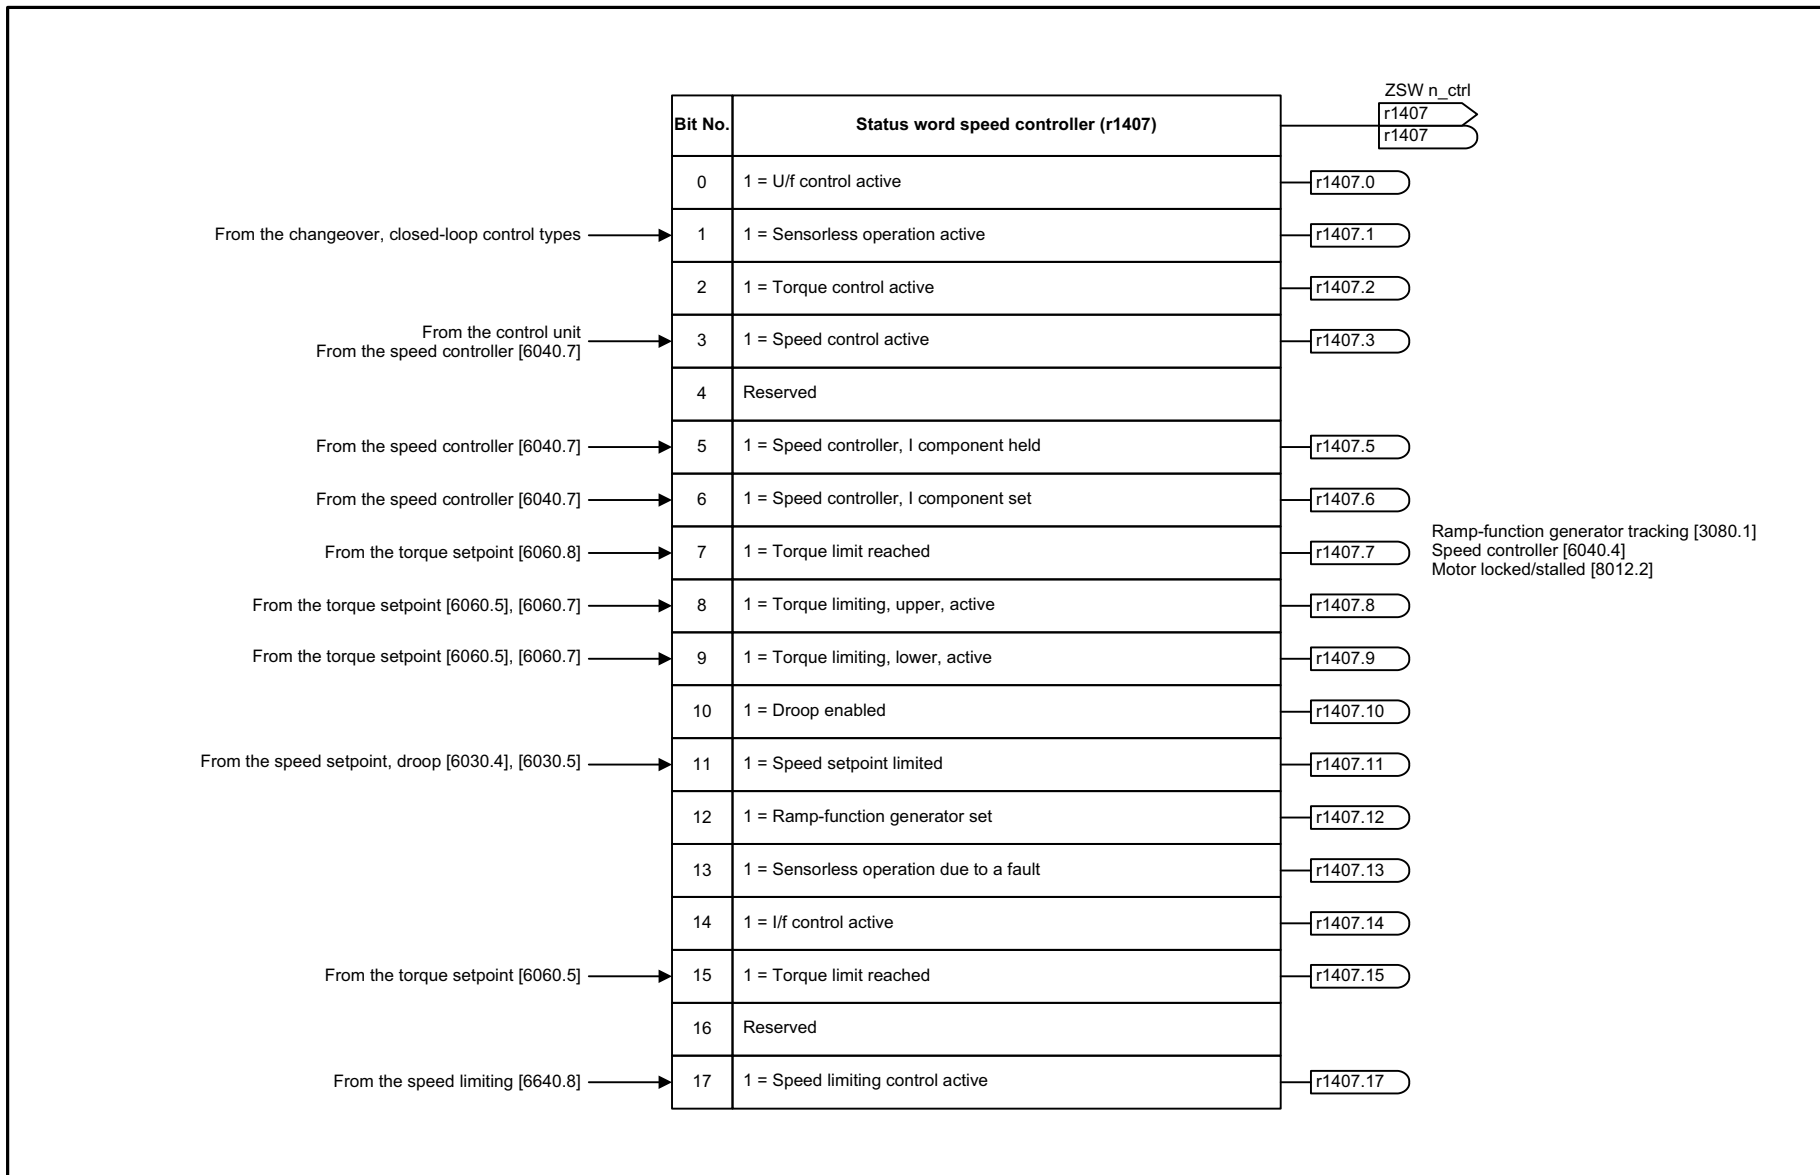 ZSW n_ctrl
Bit No. Status word speed controller (r1407) r1407
r1407
0 1 = U/f control active r1407.0
From the changeover, closed-loop control types 1 1 = Sensorless operation active r1407.1
2 1 = Torque control active r1407.2
From the control unit
From the speed controller [6040.7] 3 1 = Speed control active r1407.3
4 Reserved
From the speed controller [6040.7] 5 1 = Speed controller, I component held r1407.5
From the speed controller [6040.7] 6 1 = Speed controller, I component set r1407.6
From the torque setpoint [6060.8] 7 1 = Torque limit reached r1407.7
Ramp-function generator tracking [3080.1]
Speed controller [6040.4]
Motor locked/stalled [8012.2]
From the torque setpoint [6060.5], [6060.7] 8 1 = Torque limiting, upper, active r1407.8
From the torque setpoint [6060.5], [6060.7] 9 1 = Torque limiting, lower, active r1407.9
10 1 = Droop enabled r1407.10
From the speed setpoint, droop [6030.4], [6030.5] 11 1 = Speed setpoint limited r1407.11
12 1 = Ramp-function generator set r1407.12
13 1 = Sensorless operation due to a fault r1407.13
14 1 = I/f control active r1407.14
From the torque setpoint [6060.5] 15 1 = Torque limit reached r1407.15
16 Reserved
From the speed limiting [6640.8] 17 1 = Speed limiting control active r1407.17